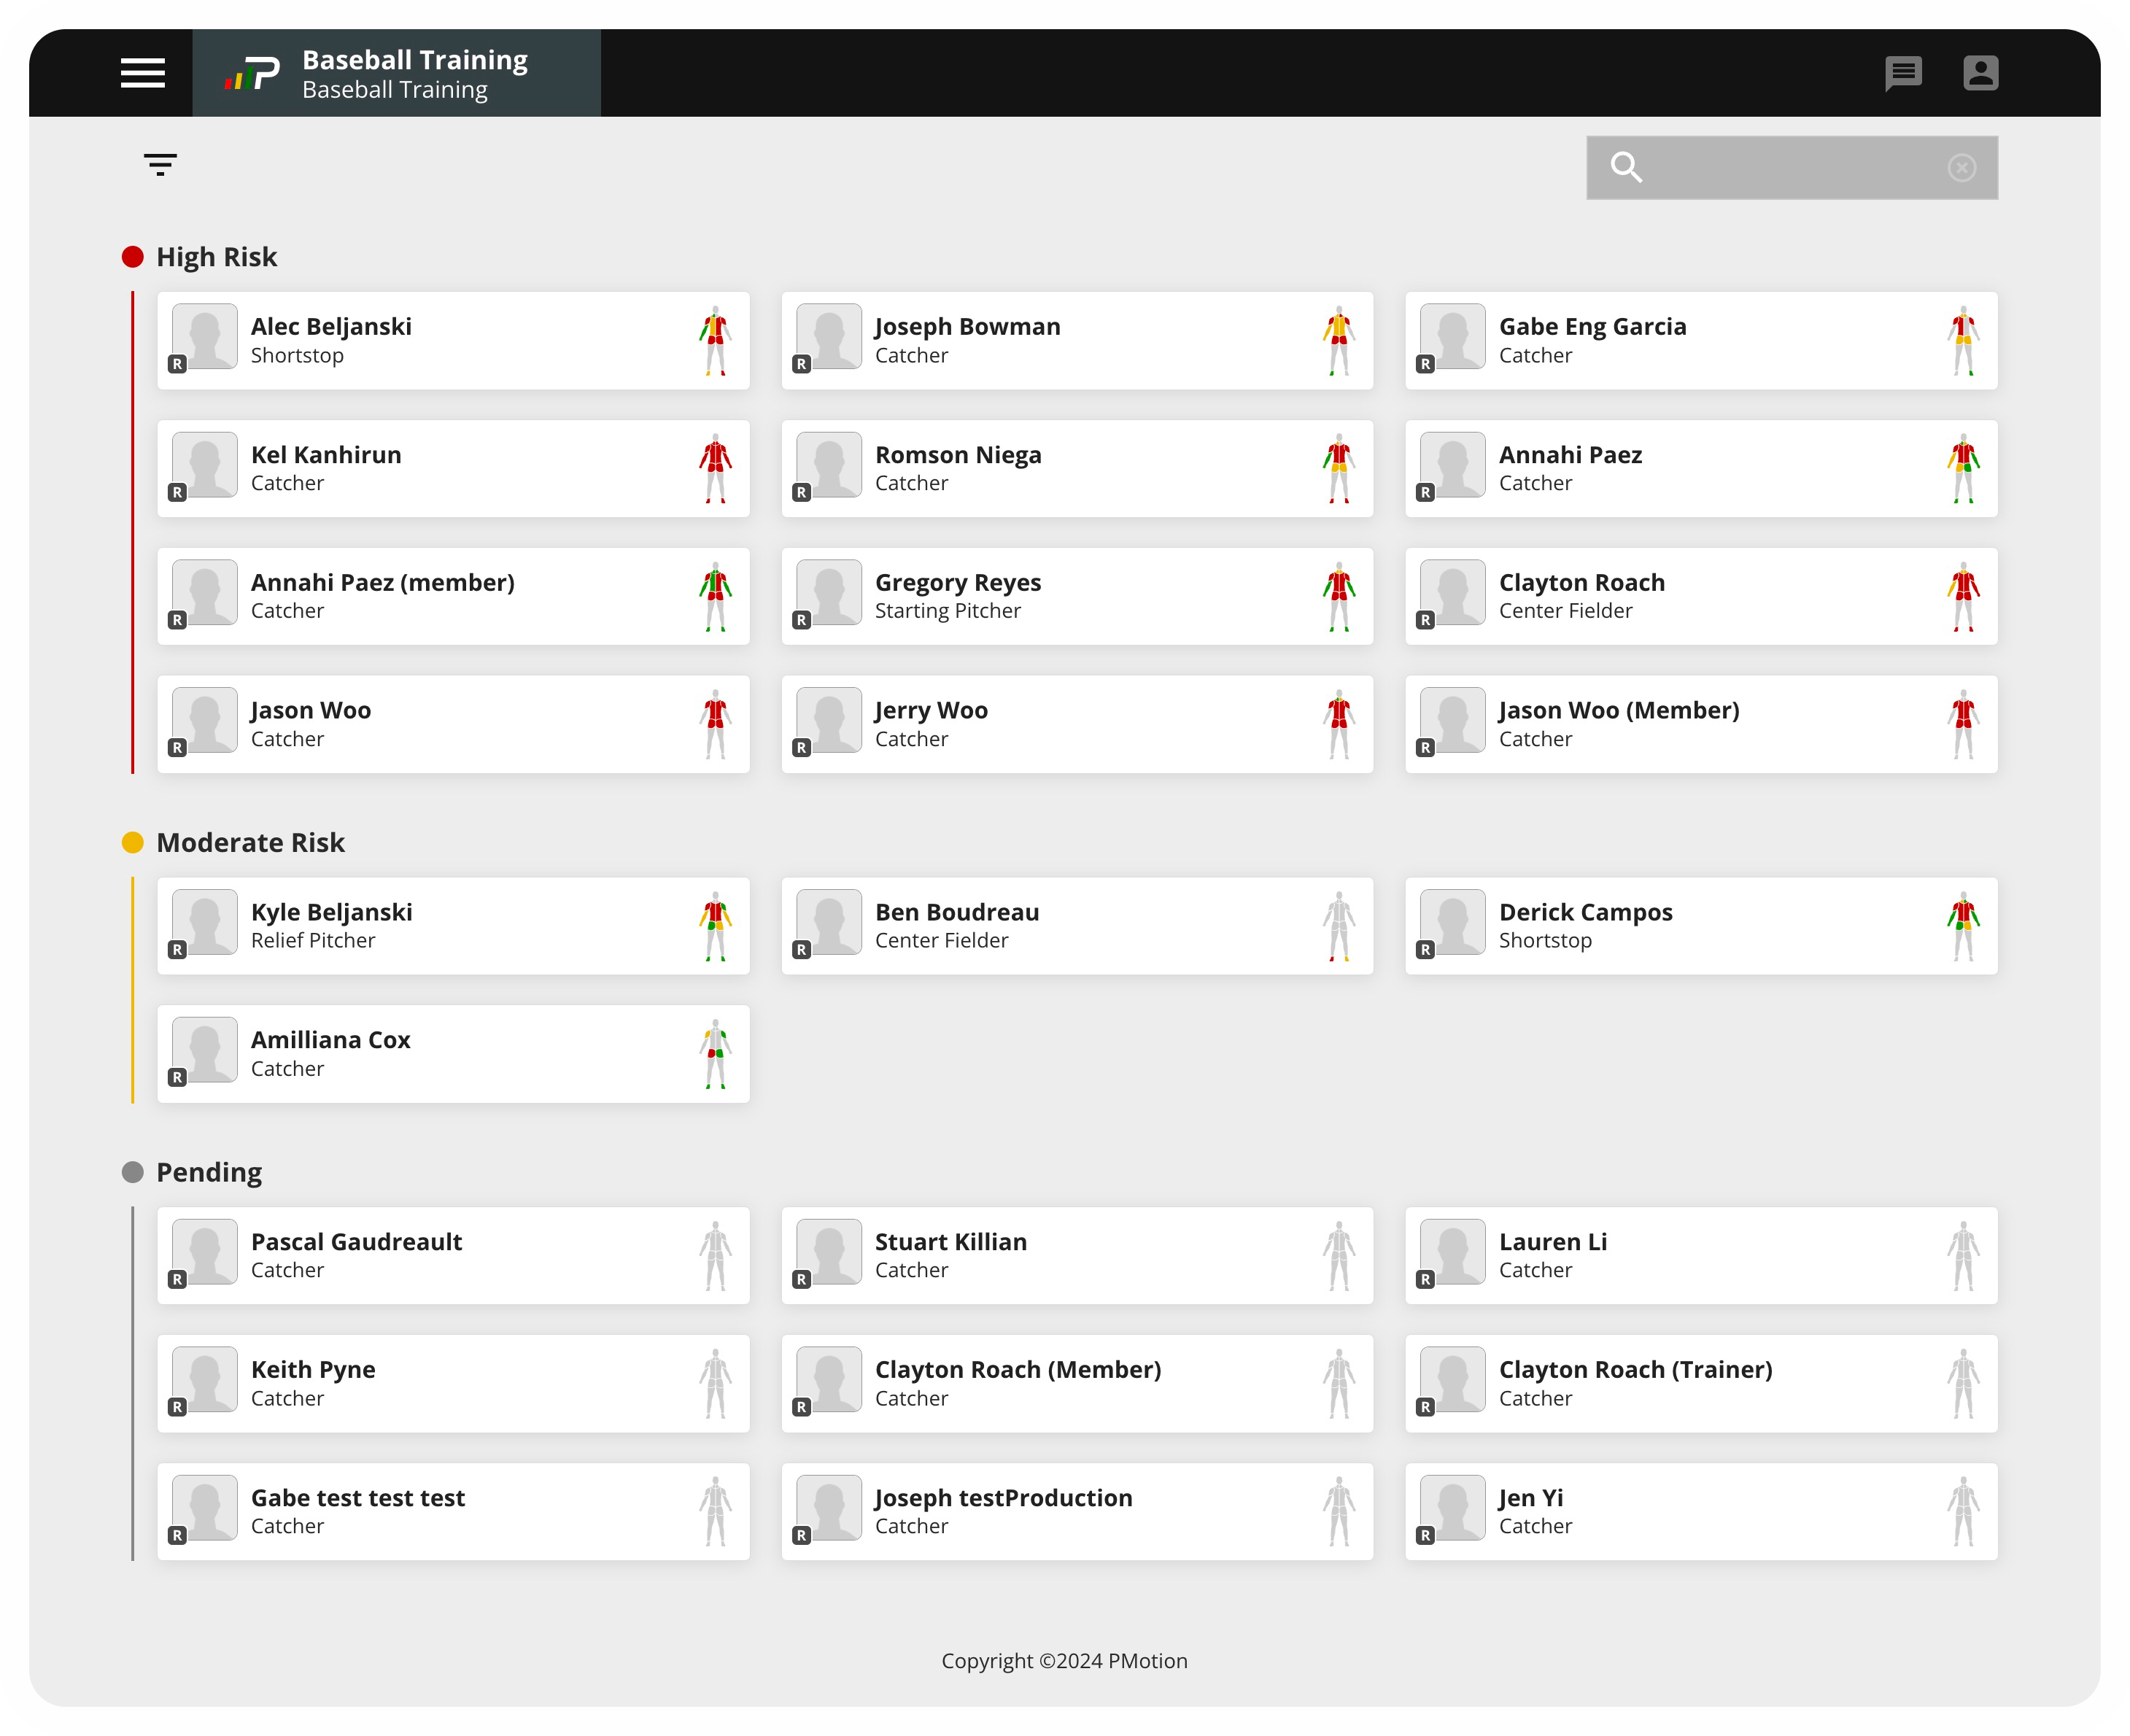 Baseball Training
Baseball Training
High Risk
R
Alec Beljanski
Shortstop
R
Joseph Bowman
Catcher
R
Gabe Eng Garcia
Catcher
R
Kel Kanhirun
Catcher
R
Romson Niega
Catcher
R
Annahi Paez
Catcher
R
Annahi Paez (member)
Catcher
R
Gregory Reyes
Starting Pitcher
R
Clayton Roach
Center Fielder
R
Jason Woo
Catcher
R
Jerry Woo
Catcher
R
Jason Woo (Member)
Catcher
R
Moderate Risk
Kyle Beljanski
Relief Pitcher
R
Ben Boudreau
Center Fielder
R
Derick Campos
Shortstop
R
Amilliana Cox
Catcher
R
Pending
Pascal Gaudreault
Catcher
R
Stuart Killian
Catcher
R
Lauren Li
Catcher
R
Keith Pyne
Catcher
R
Clayton Roach (Member)
Catcher
R
Clayton Roach (Trainer)
Catcher
R
Gabe test test test
Catcher
R
Joseph testProduction
Catcher
R
Jen Yi
Catcher
Copyright ©2024 PMotion